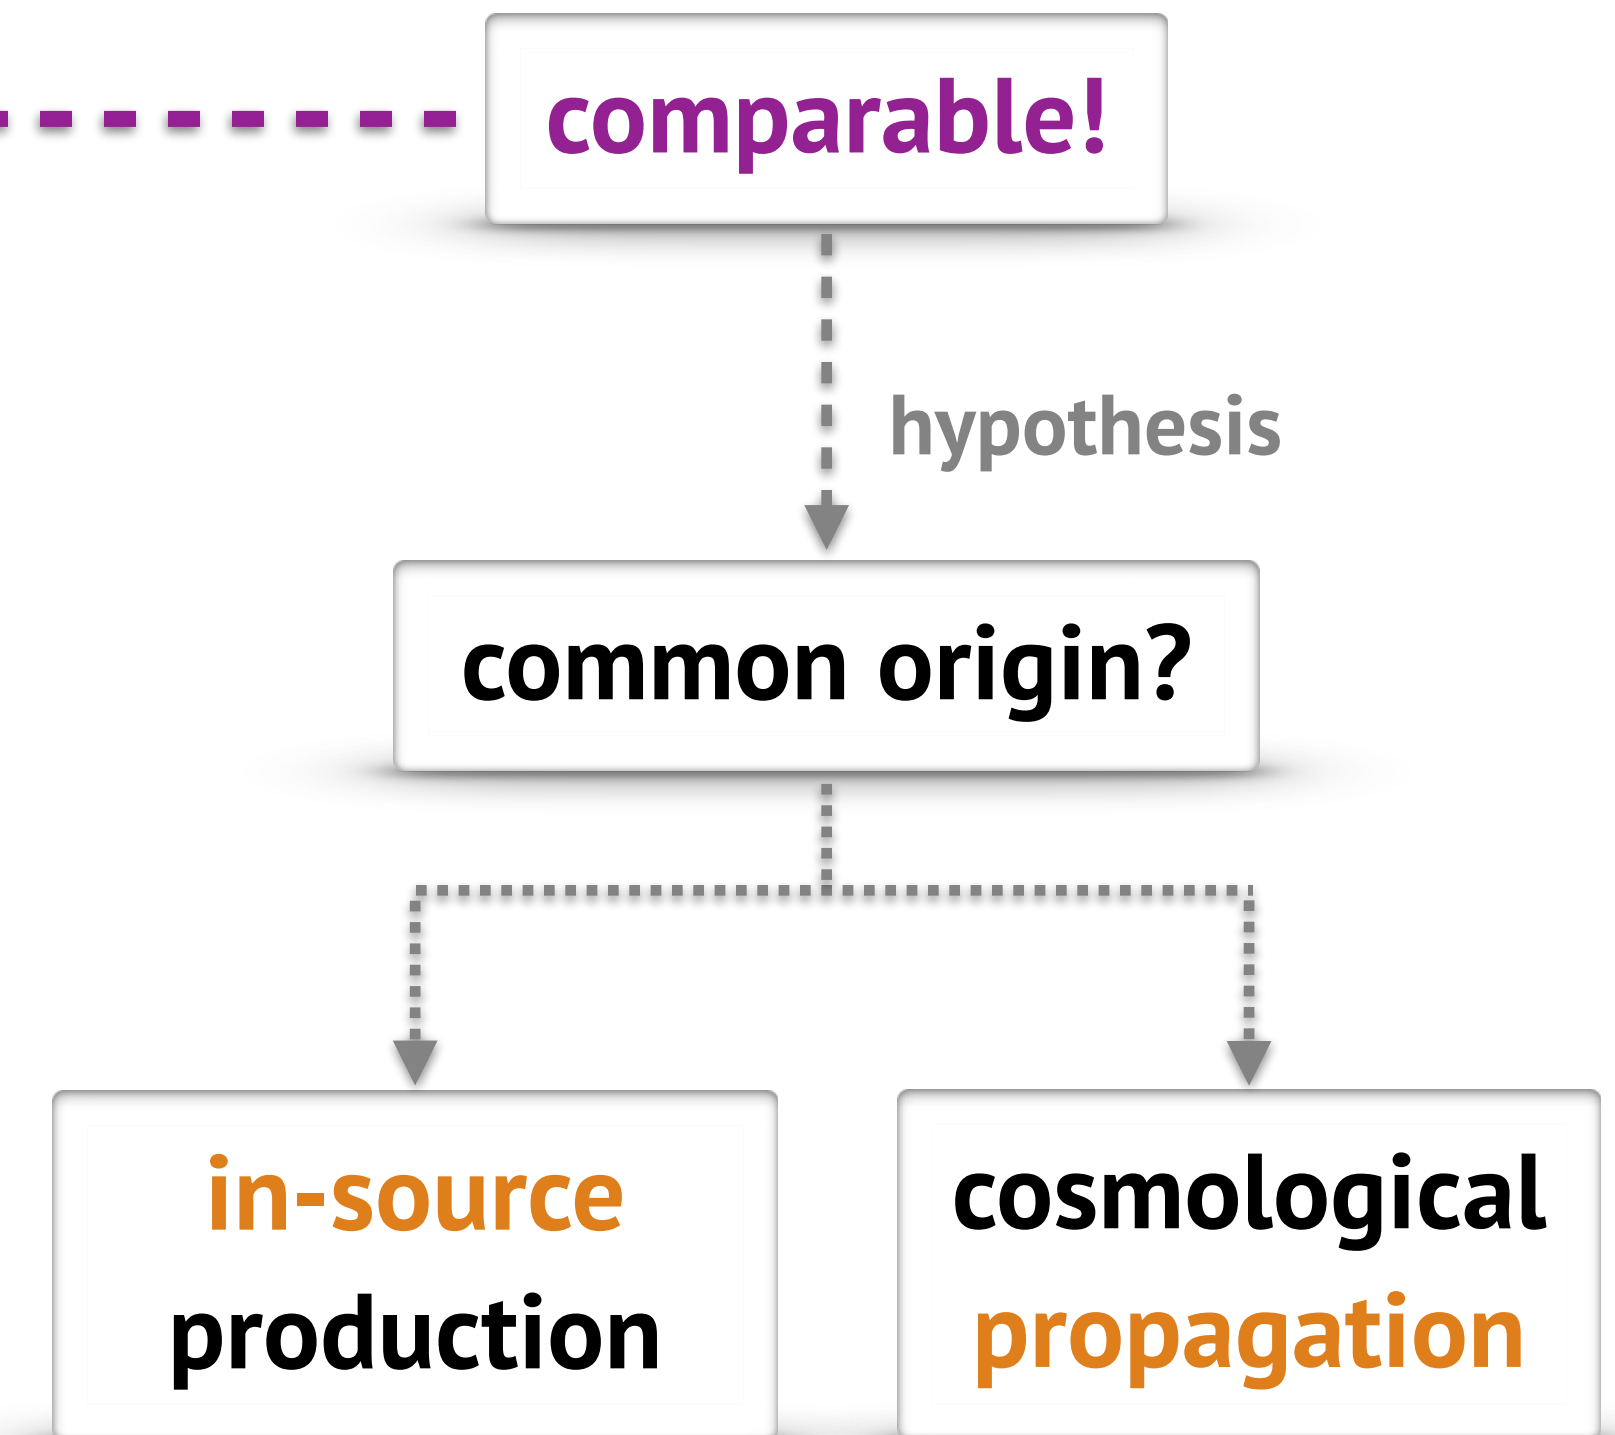 comparable!
hypothesis
common origin?
in-source
production
cosmological
propagation